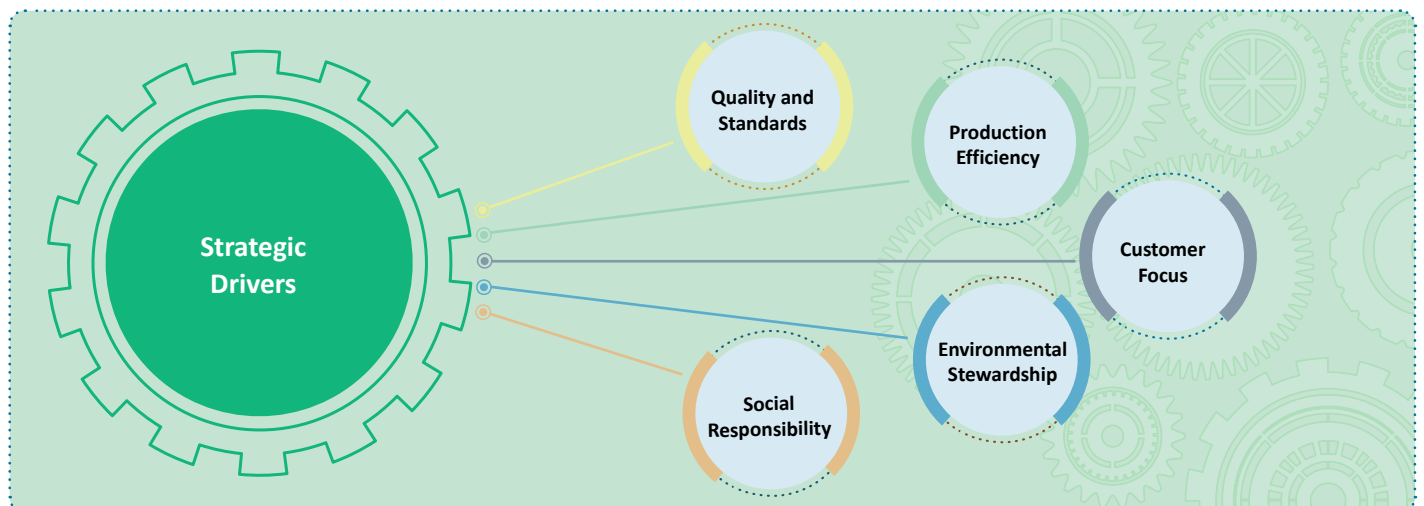 Strategic
Drivers
Quality and
Standards
Production
Efficiency
Customer
Focus
Environmental
Stewardship
Social
Responsibility